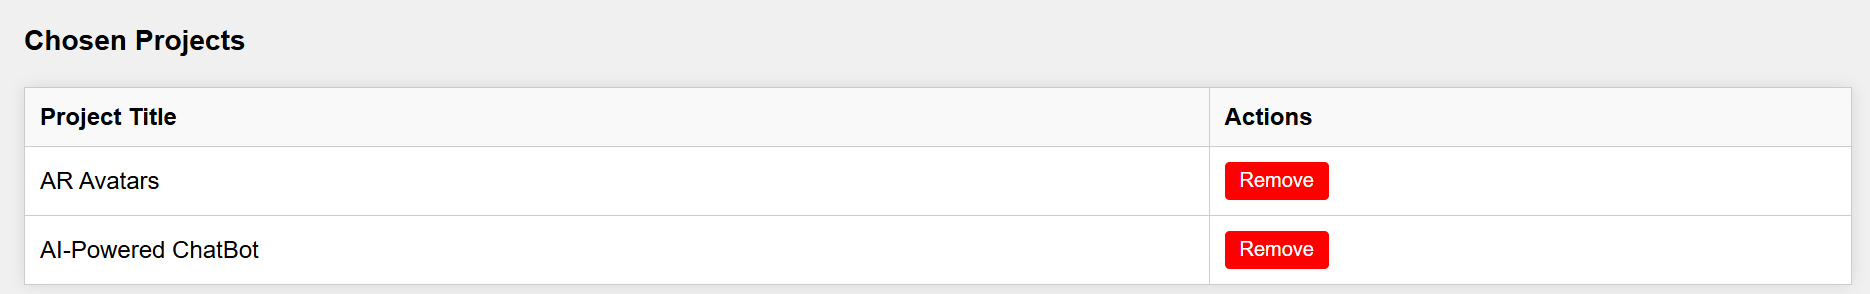 Chosen Projects
Project Title Actions
AR Avatars Remove
AI-Powered ChatBot Remove